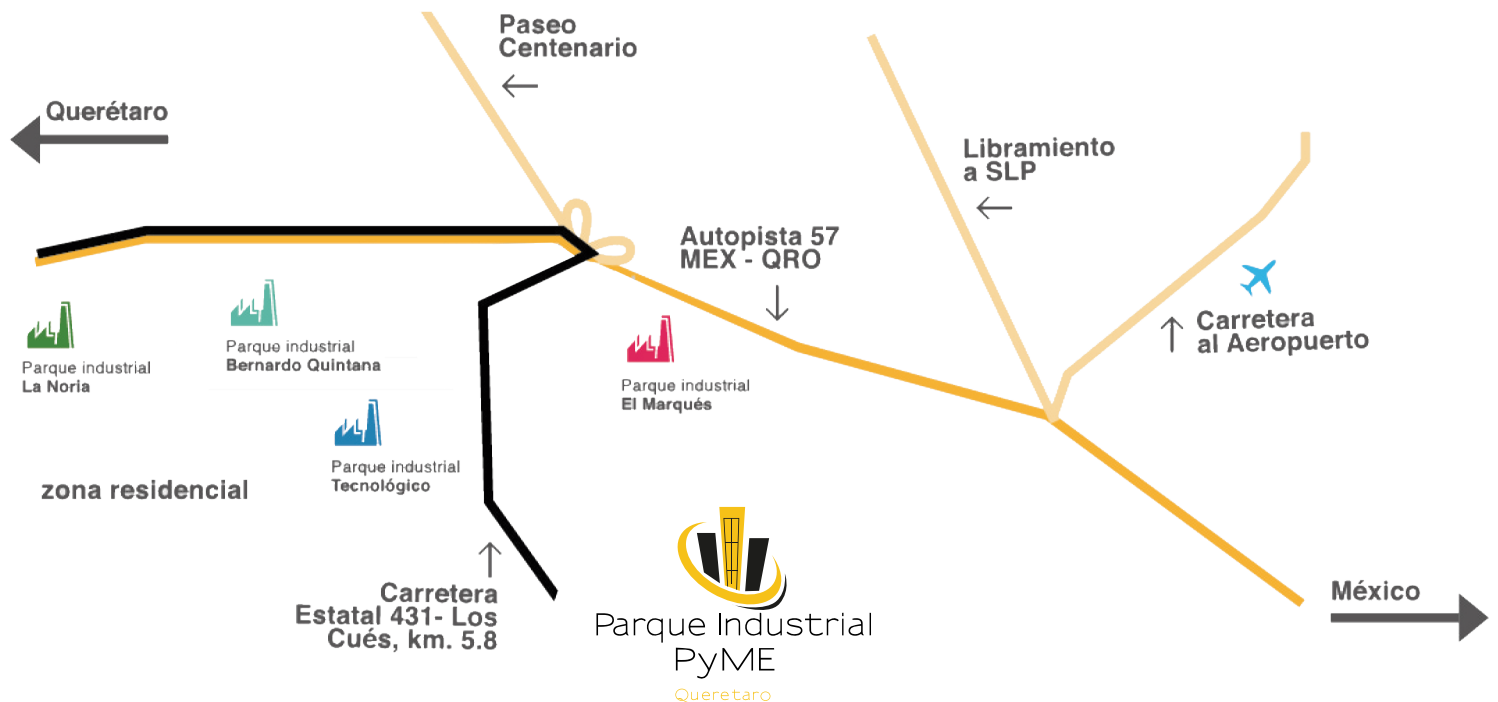 Paseo
Centenario
Querétaro
Libramiento
a SLP
Autopista 57
MEX - QRO
Carretera
al Aeropuerto
Parque industrial
La Noria
Parque industrial
Bernardo Quintana
Parque industrial
El Marqués
Parque industrial
Tecnológico
zona residencial
Carretera
Estatal 431- Los
Cués, km. 5.8
Parque Industrial
PyME
Queretaro
México